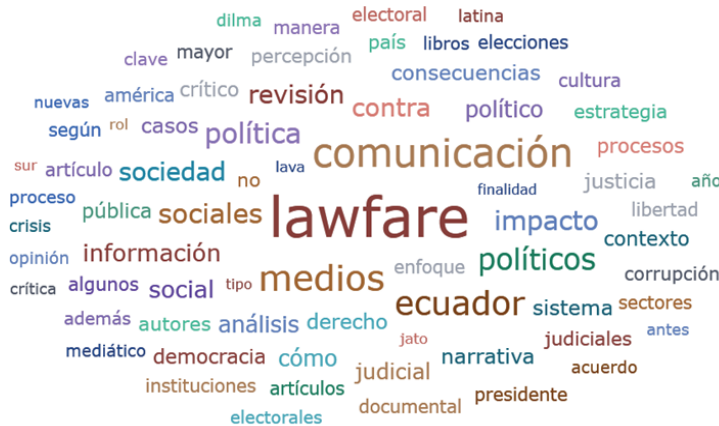 dilma manera electoral latina
clave mayor percepción país libros elecciones
nuevas américa crítico revisión consecuencias cultura
según rol casos política contra político estrategia
sur artículo sociedad no lava comunicación procesos
proceso pública sociales lawfare finalidad justicia año
crisis impacto libertad
opinión información medios enfoque políticos contexto
crítica algunos social tipo ecuador sistema corrupción
además autores análisis derecho jato judiciales sectores
mediático democracia cómo judicial narrativa acuerdo antes
instituciones artículos documental presidente
electorales